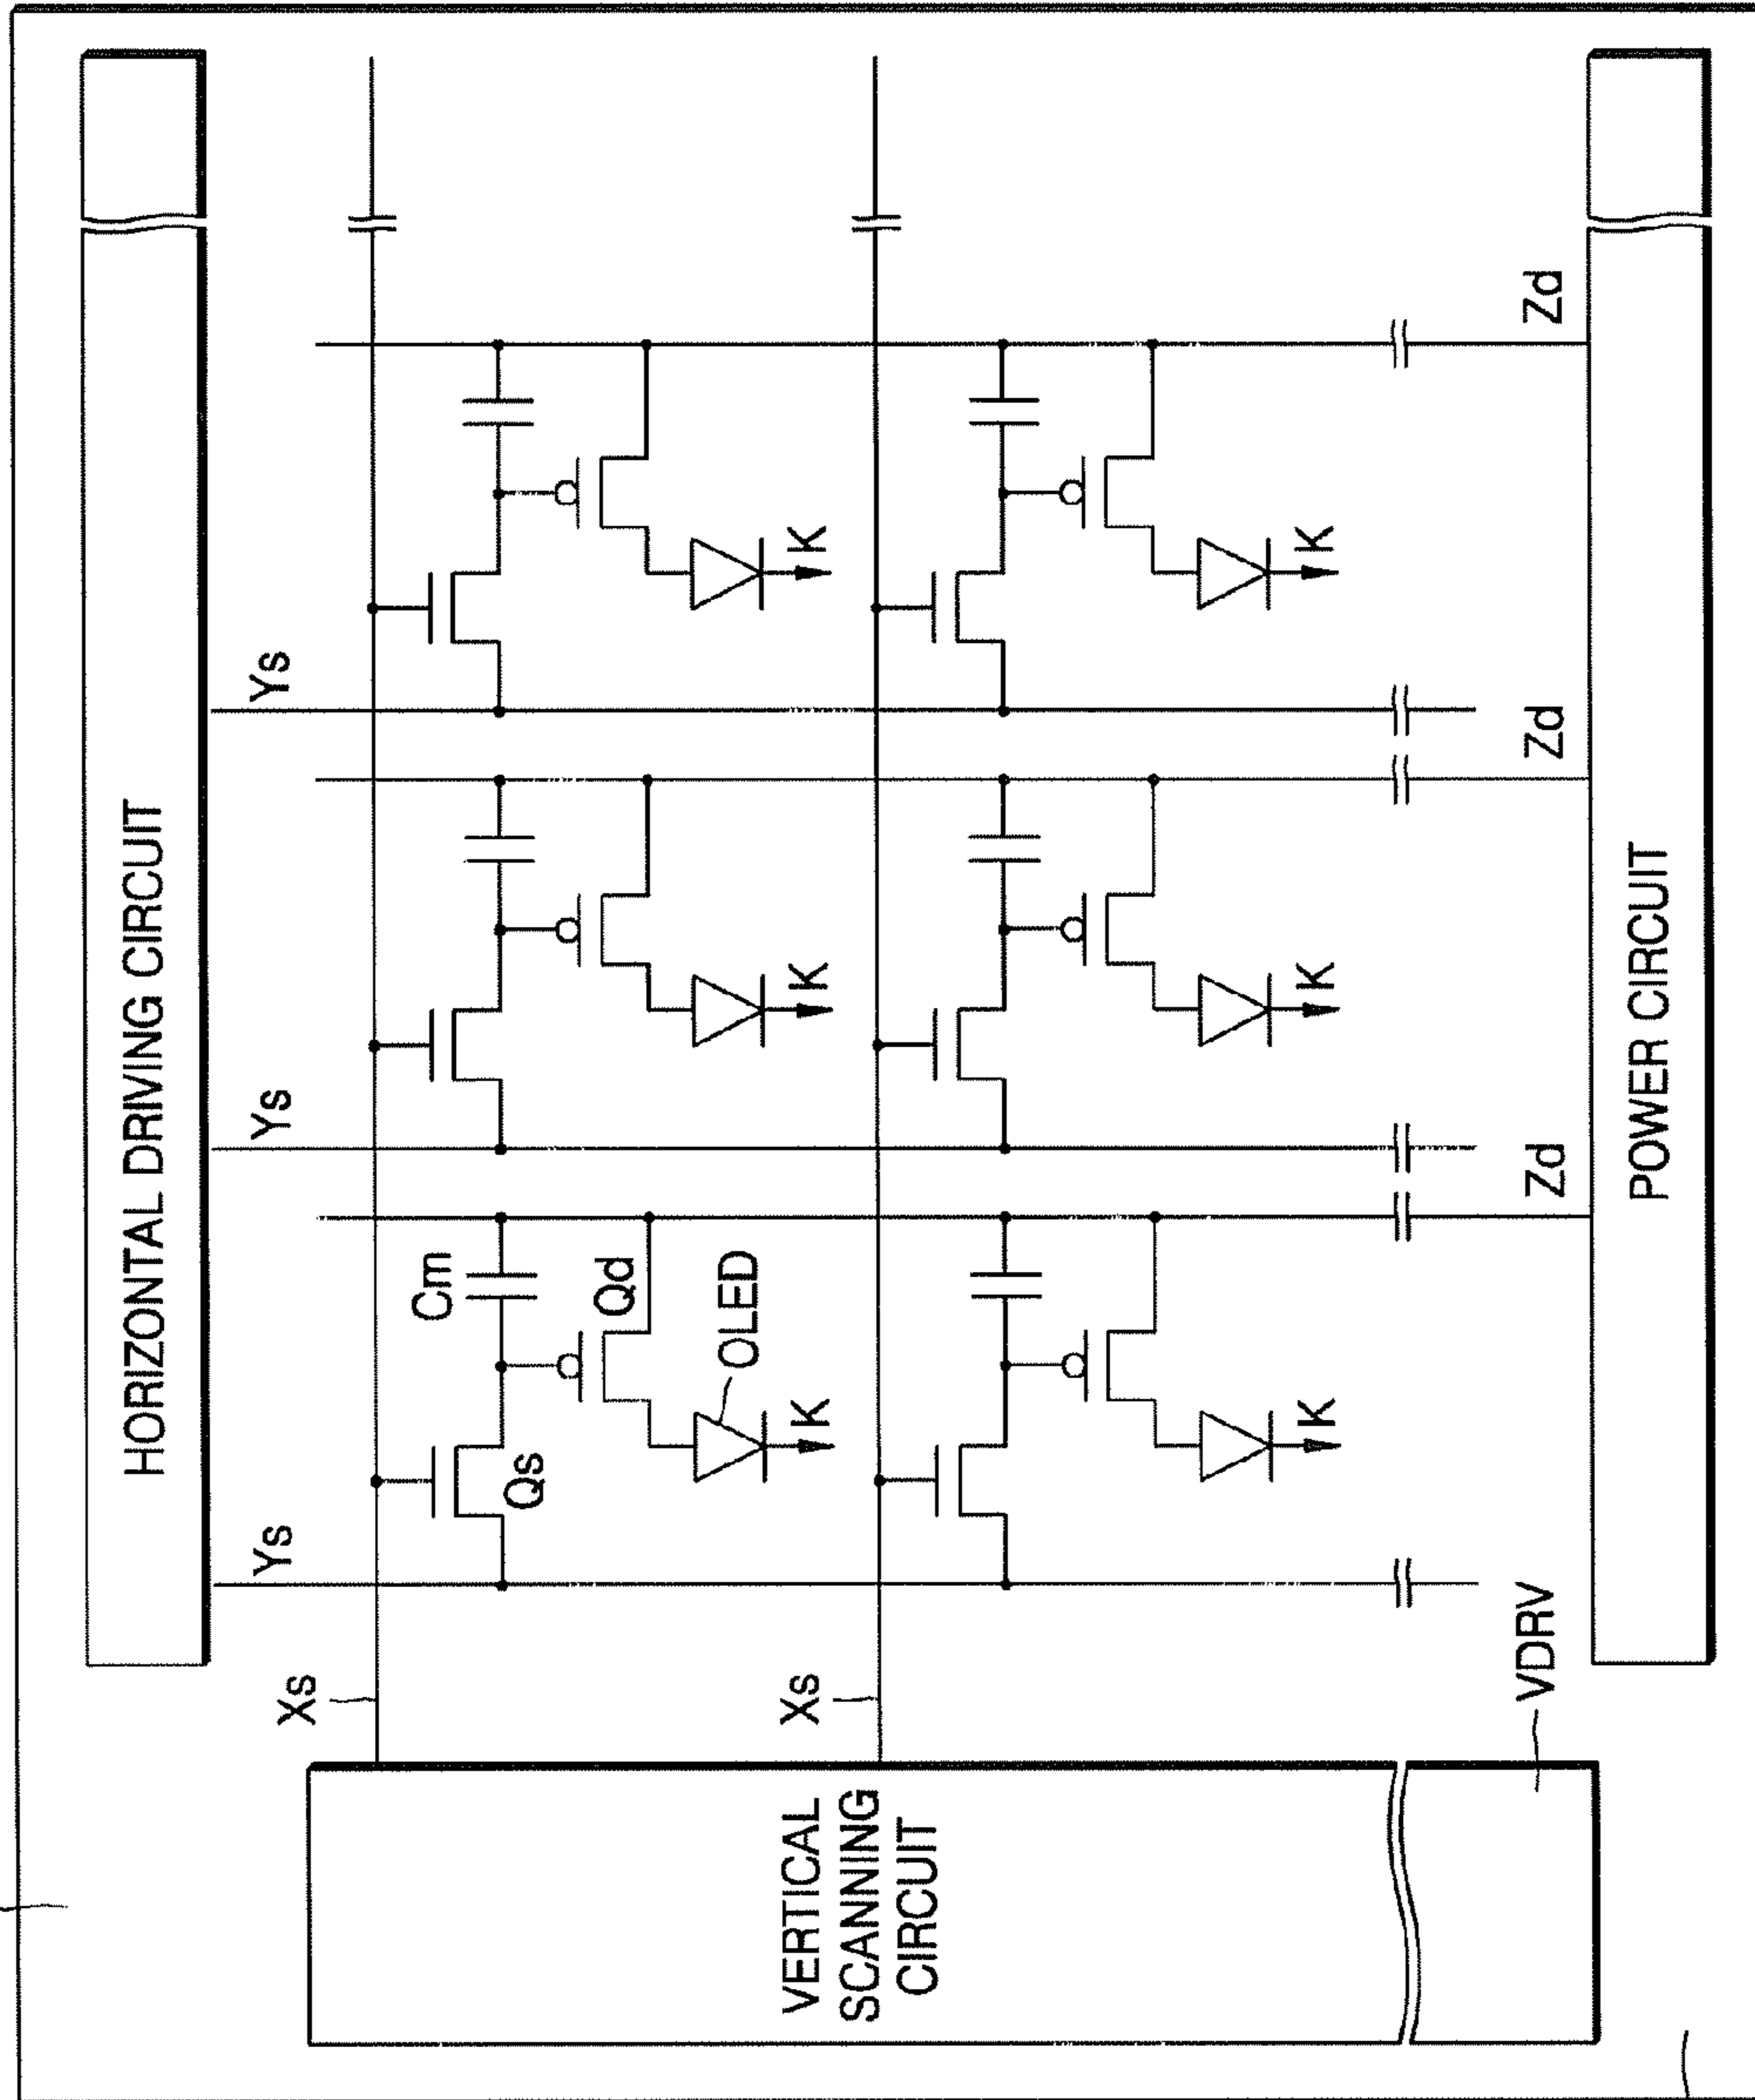 HORIZONTAL DRIVING CIRCUIT
Ys
Ys
Ys
Xs
Cm
Qs
Qd
OLED
K
K
K
Xs
VERTICAL
SCANNING
CIRCUIT
K
K
K
VDRV
Zd
Zd
Zd
POWER CIRCUIT